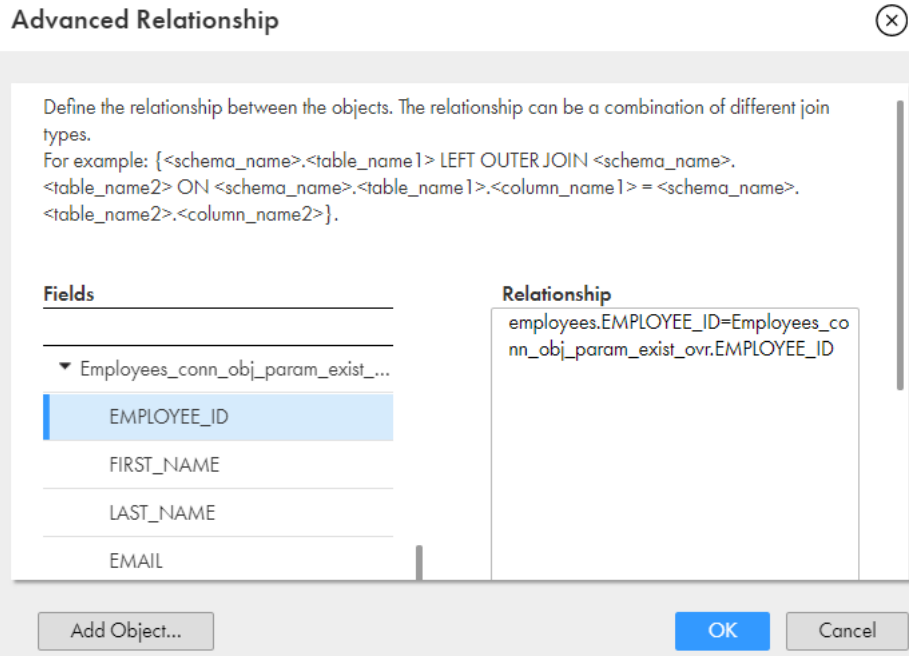 Advanced Relationship
Define the relationship between the objects. The relationship can be a combination of different join
types.
For example: {<schema_name>.<table_name1> LEFT OUTER JOIN <schema_name>.
<table_name2> ON <schema_name>.<table_name1>.<column_name1> = <schema_name>.
<table_name2>.<column_name2>}.
Fields
Employees_conn_obj_param_exist_...
EMPLOYEE_ID
FIRST_NAME
LAST_NAME
EMAIL
Relationship
employees.EMPLOYEE_ID=Employees_co
nn_obj_param_exist_ovr.EMPLOYEE_ID
Add Object...
OK
Cancel